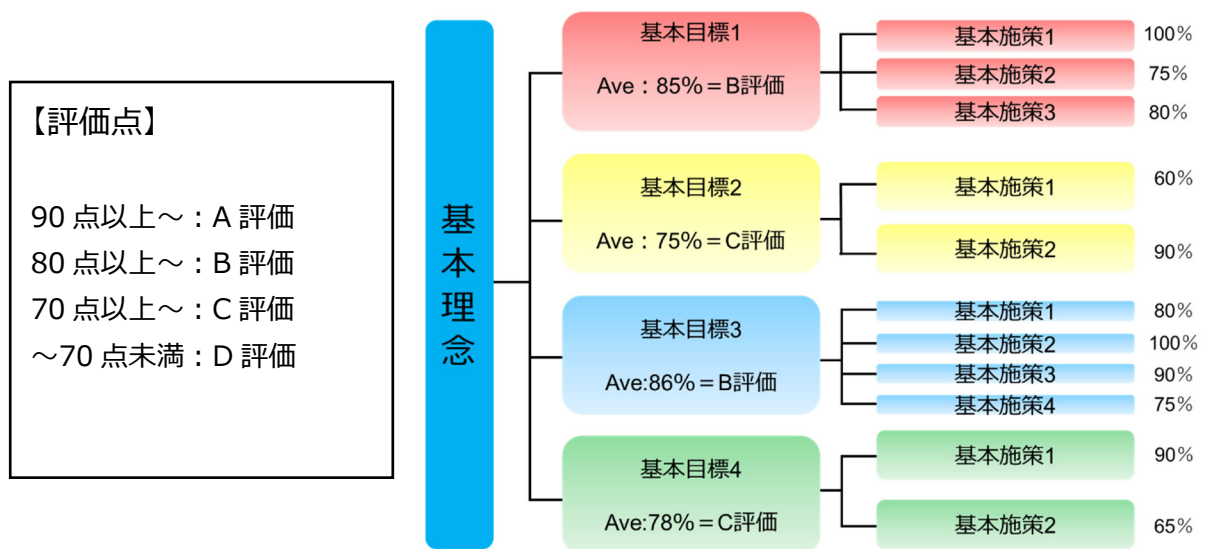 【評価点】
90 点以上～：A 評価
80 点以上～：B 評価
70 点以上～：C 評価
～70 点未満：D 評価
基本理念
基本目標1
Ave：85%＝B評価
基本施策1 100%
基本施策2 75%
基本施策3 80%
基本目標2
Ave：75%＝C評価
基本施策1 60%
基本施策2 90%
基本目標3
Ave:86%＝B評価
基本施策1 80%
基本施策2 100%
基本施策3 90%
基本施策4 75%
基本目標4
Ave:78%＝C評価
基本施策1 90%
基本施策2 65%